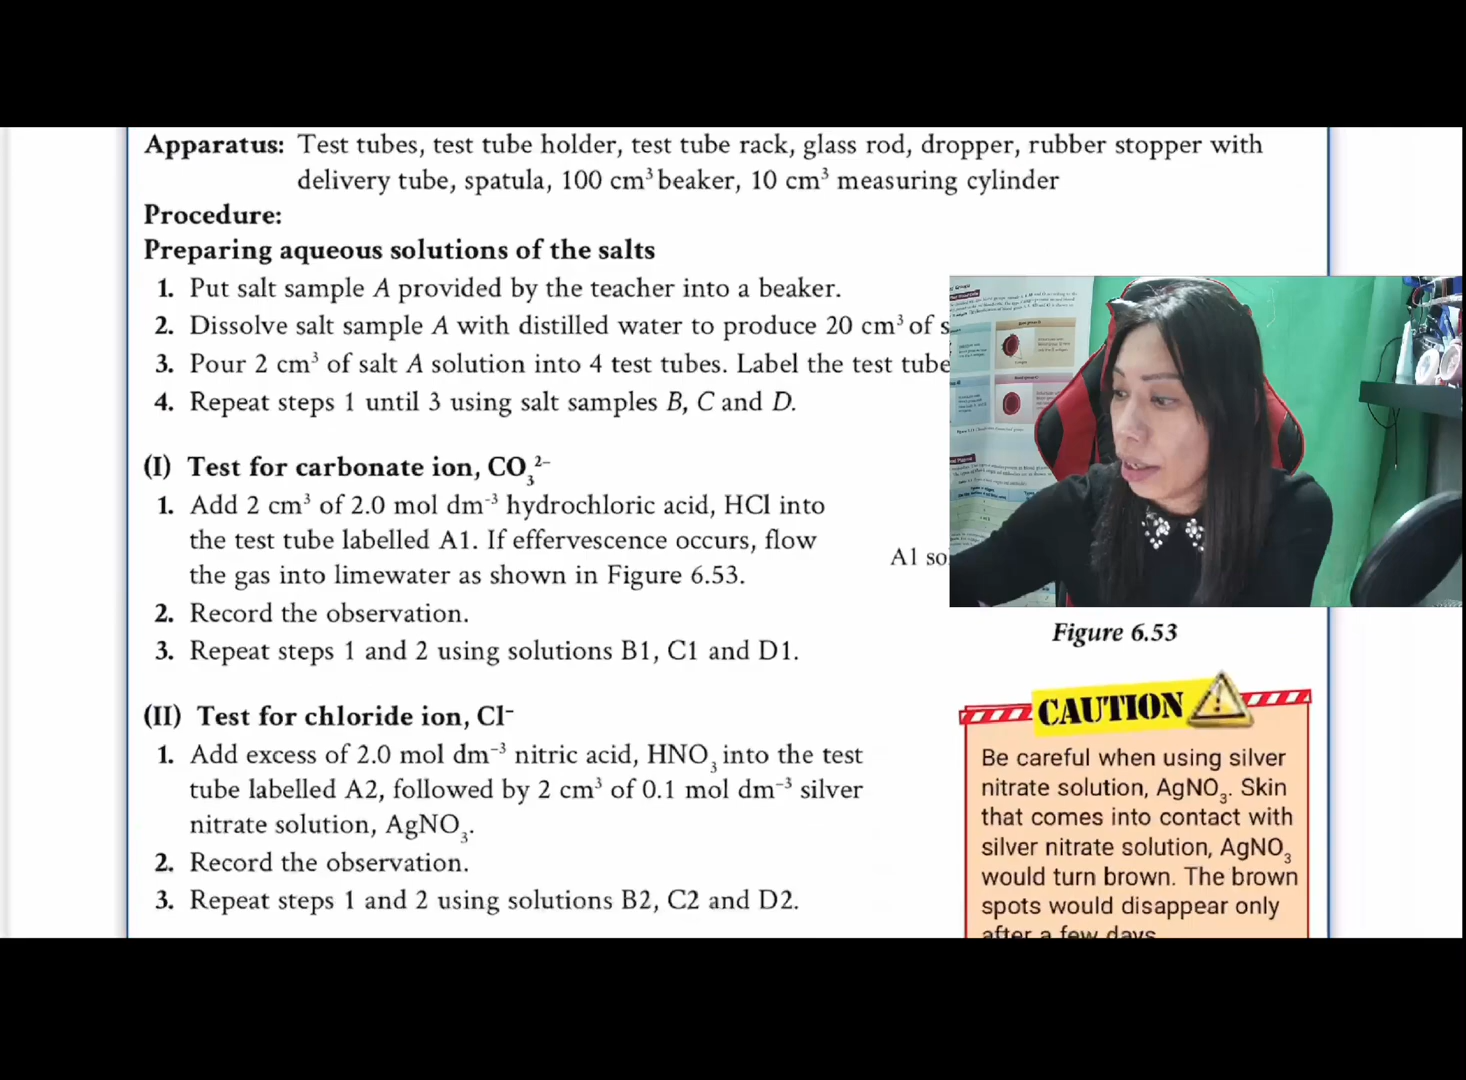 Apparatus: Test tubes, test tube holder, test tube rack, glass rod, dropper, rubber stopper with
delivery tube, spatula, 100 cm³ beaker, 10 cm³ measuring cylinder
Procedure:
Preparing aqueous solutions of the salts
1. Put salt sample A provided by the teacher into a beaker.
2. Dissolve salt sample A with distilled water to produce 20 cm³ of s
3. Pour 2 cm³ of salt A solution into 4 test tubes. Label the test tube
4. Repeat steps 1 until 3 using salt samples B, C and D.
(I) Test for carbonate ion, CO₃²⁻
1. Add 2 cm³ of 2.0 mol dm⁻³ hydrochloric acid, HCl into
the test tube labelled A1. If effervescence occurs, flow
the gas into limewater as shown in Figure 6.53.
2. Record the observation.
3. Repeat steps 1 and 2 using solutions B1, C1 and D1.
A1 so
Figure 6.53
(II) Test for chloride ion, Cl⁻
1. Add excess of 2.0 mol dm⁻³ nitric acid, HNO₃ into the test
tube labelled A2, followed by 2 cm³ of 0.1 mol dm⁻³ silver
nitrate solution, AgNO₃.
2. Record the observation.
3. Repeat steps 1 and 2 using solutions B2, C2 and D2.
CAUTION
Be careful when using silver
nitrate solution, AgNO₃. Skin
that comes into contact with
silver nitrate solution, AgNO₃
would turn brown. The brown
spots would disappear only
after a few days